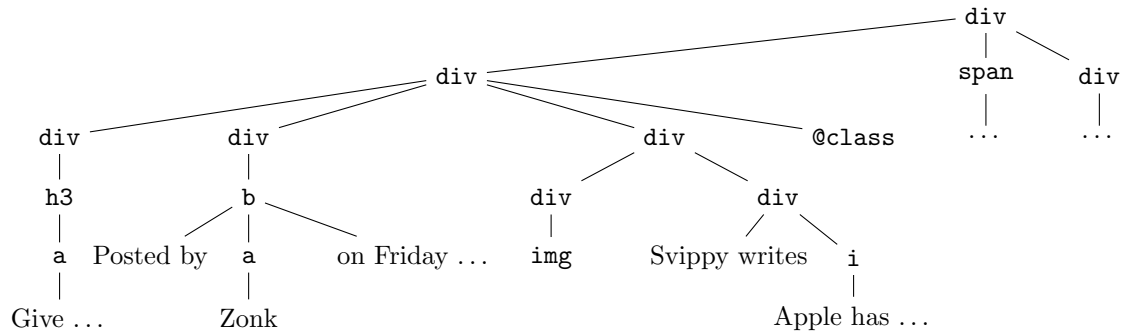 div
div span div
div div div @class ... ...
h3 b div div
a Posted by a on Friday ... img Svippy writes i
Give ... Zonk Apple has ...